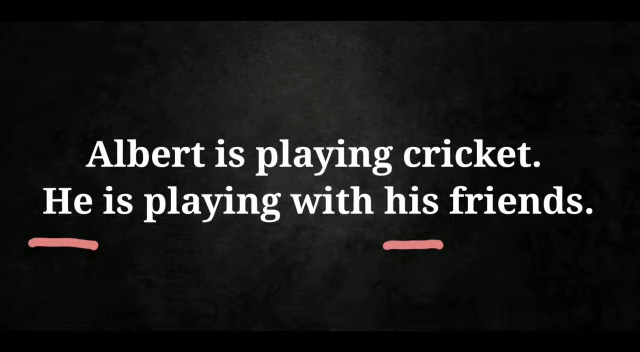 Albert is playing cricket.
He is playing with his friends.